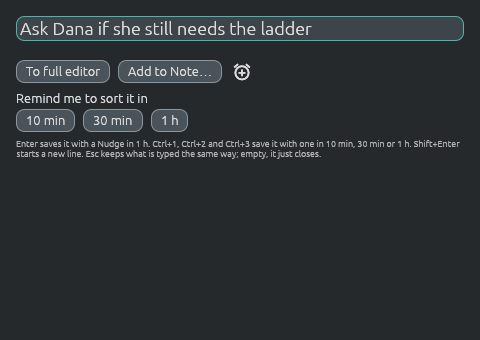 Ask Dana if she still needs the ladder
To full editor
Add to Note...
Remind me to sort it in
10 min
30 min
1 h
Enter saves it with a Nudge in 1 h. Ctrl+1, Ctrl+2 and Ctrl+3 save it with one in 10 min, 30 min or 1 h. Shift+Enter
starts a new line. Esc keeps what is typed the same way; empty, it just closes.